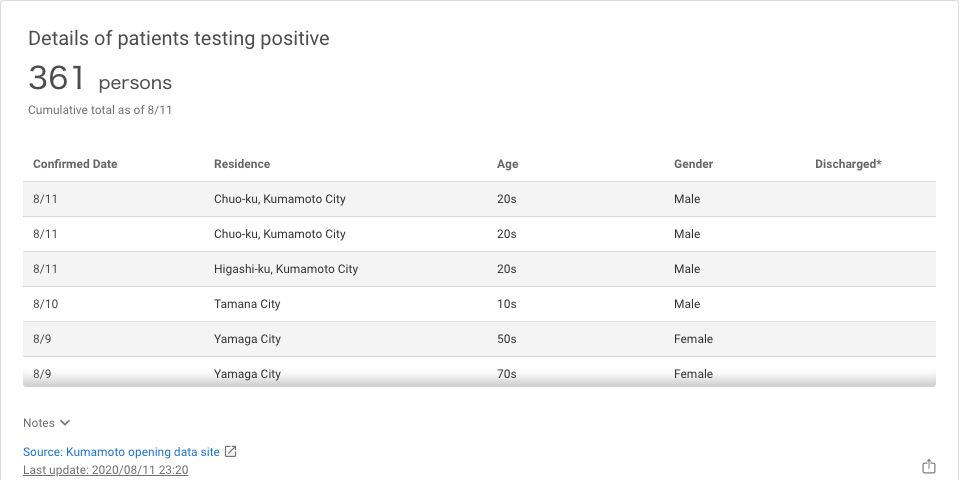 Details of patients testing positive
361 persons
Cumulative total as of 8/11
Confirmed Date Residence Age Gender Discharged*
8/11 Chuo-ku, Kumamoto City 20s Male
8/11 Chuo-ku, Kumamoto City 20s Male
8/11 Higashi-ku, Kumamoto City 20s Male
8/10 Tamana City 10s Male
8/9 Yamaga City 50s Female
8/9 Yamaga City 70s Female
Notes
Source: Kumamoto opening data site
Last update: 2020/08/11 23:20